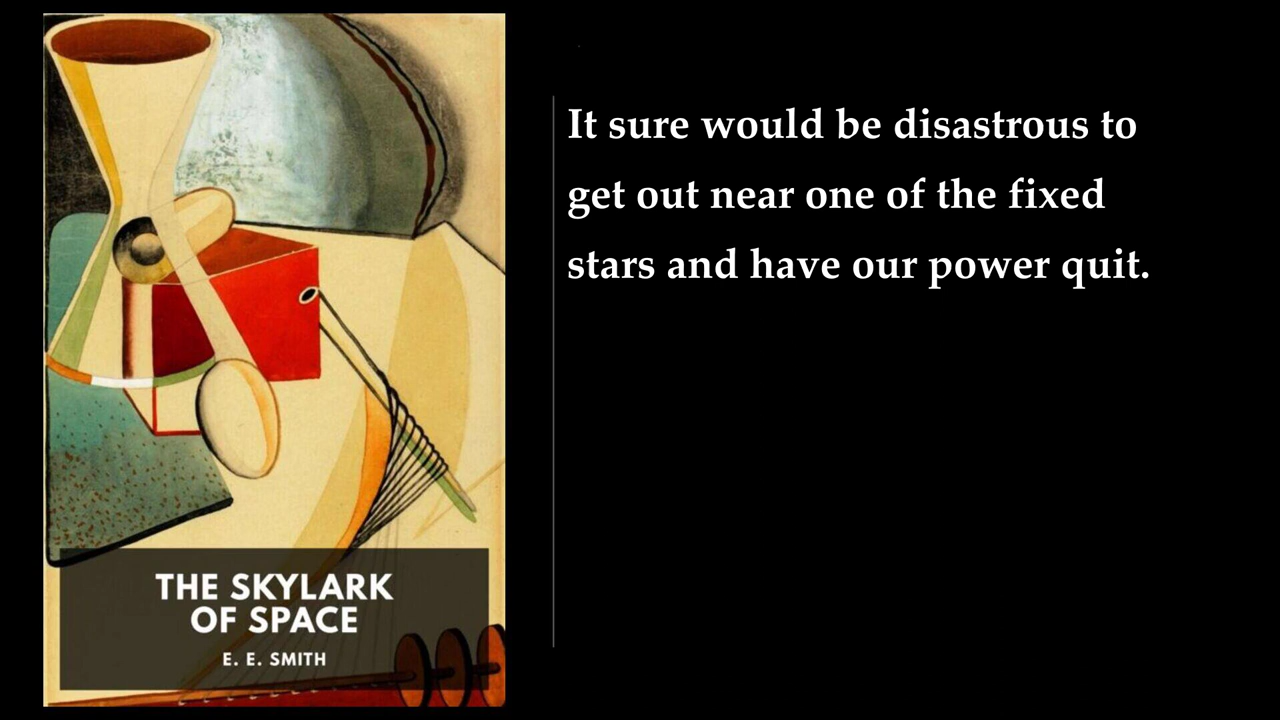 THE SKYLARK
OF SPACE
E. E. SMITH
It sure would be disastrous to
get out near one of the fixed
stars and have our power quit.